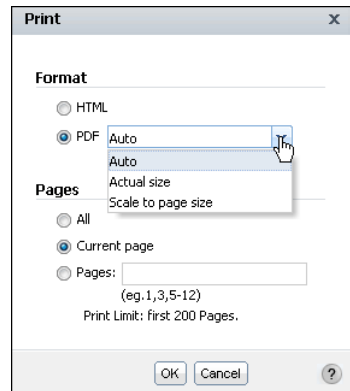 Print x
Format
HTML
PDF Auto
Auto
Actual size
Scale to page size
Pages
All
Current page
Pages:
(eg.1,3,5-12)
Print Limit: first 200 Pages.
OK Cancel ?